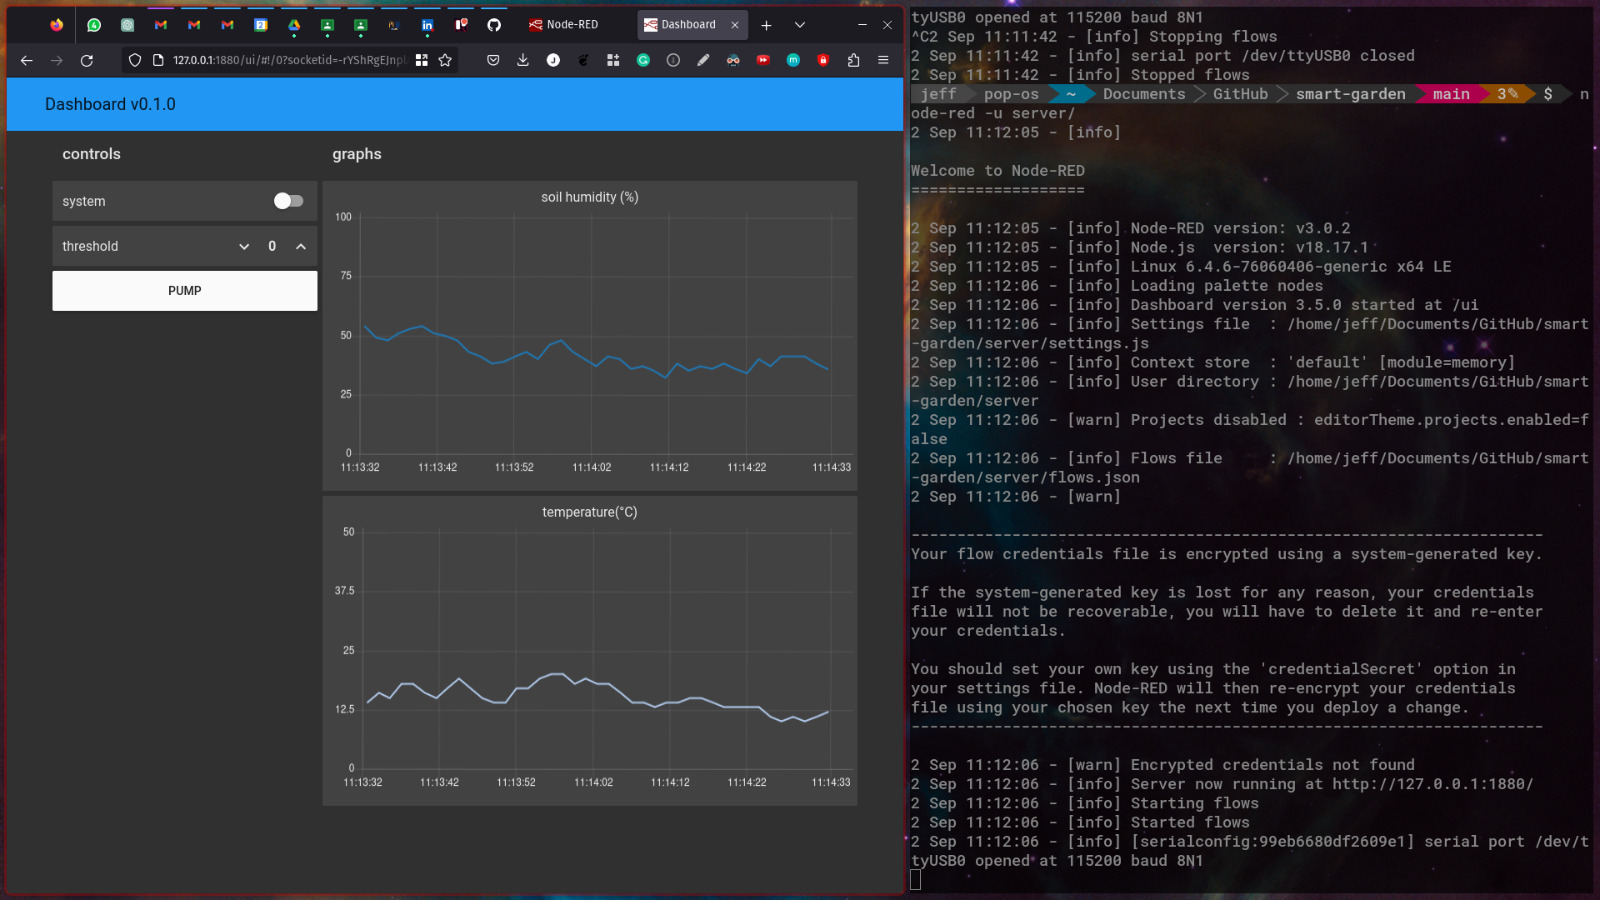 Node-RED
Dashboard
127.0.0.1:1880/ui/#!/0?socketid=-rYShRgEJnpl
Dashboard v0.1.0
controls
system
threshold
0
PUMP
graphs
soil humidity (%)
100
75
50
25
0
11:13:32 11:13:42 11:13:52 11:14:02 11:14:12 11:14:22 11:14:33
temperature(°C)
50
37.5
25
12.5
0
11:13:32 11:13:42 11:13:52 11:14:02 11:14:12 11:14:22 11:14:33
tyUSB0 opened at 115200 baud 8N1
^C2 Sep 11:11:42 - [info] Stopping flows
2 Sep 11:11:42 - [info] serial port /dev/ttyUSB0 closed
2 Sep 11:11:42 - [info] Stopped flows
jeff pop-os ~ Documents GitHub smart-garden main 3✎ $ n
ode-red -u server/
2 Sep 11:12:05 - [info]
Welcome to Node-RED
===================
2 Sep 11:12:05 - [info] Node-RED version: v3.0.2
2 Sep 11:12:05 - [info] Node.js  version: v18.17.1
2 Sep 11:12:05 - [info] Linux 6.4.6-76060406-generic x64 LE
2 Sep 11:12:06 - [info] Loading palette nodes
2 Sep 11:12:06 - [info] Dashboard version 3.5.0 started at /ui
2 Sep 11:12:06 - [info] Settings file  : /home/jeff/Documents/GitHub/smart
-garden/server/settings.js
2 Sep 11:12:06 - [info] Context store  : 'default' [module=memory]
2 Sep 11:12:06 - [info] User directory : /home/jeff/Documents/GitHub/smart
-garden/server
2 Sep 11:12:06 - [warn] Projects disabled : editorTheme.projects.enabled=f
alse
2 Sep 11:12:06 - [info] Flows file     : /home/jeff/Documents/GitHub/smart
-garden/server/flows.json
2 Sep 11:12:06 - [warn]
---------------------------------------------------------------------
Your flow credentials file is encrypted using a system-generated key.
If the system-generated key is lost for any reason, your credentials
file will not be recoverable, you will have to delete it and re-enter
your credentials.
You should set your own key using the 'credentialSecret' option in
your settings file. Node-RED will then re-encrypt your credentials
file using your chosen key the next time you deploy a change.
---------------------------------------------------------------------
2 Sep 11:12:06 - [warn] Encrypted credentials not found
2 Sep 11:12:06 - [info] Server now running at http://127.0.0.1:1880/
2 Sep 11:12:06 - [info] Starting flows
2 Sep 11:12:06 - [info] Started flows
2 Sep 11:12:06 - [info] [serialconfig:99eb6680df2609e1] serial port /dev/t
tyUSB0 opened at 115200 baud 8N1